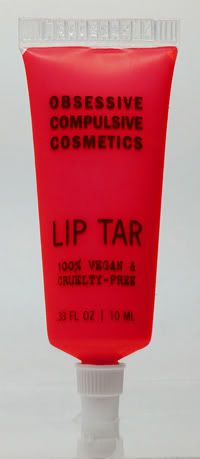 OBSESSIVE
COMPULSIVE
COSMETICS
LIP TAR
100% VEGAN &
CRUELTY-FREE
.33 FL OZ | 10 ML